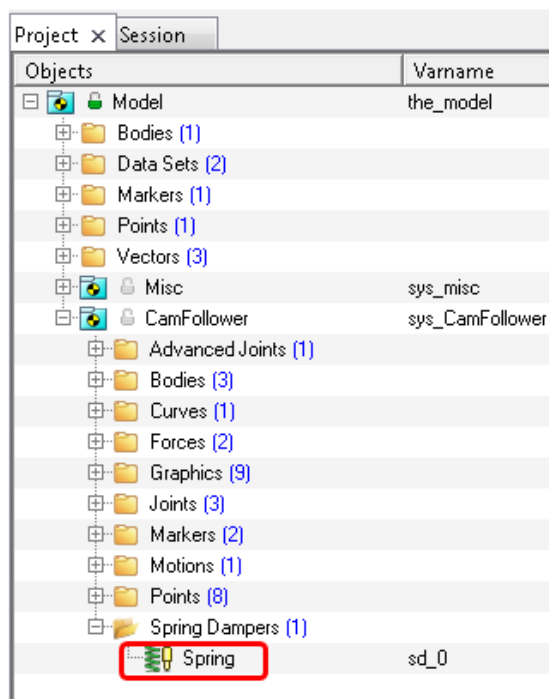 Project Session
Objects Varname
Model the_model
Bodies (1)
Data Sets (2)
Markers (1)
Points (1)
Vectors (3)
Misc sys_misc
CamFollower sys_CamFollower
Advanced Joints (1)
Bodies (3)
Curves (1)
Forces (2)
Graphics (9)
Joints (3)
Markers (2)
Motions (1)
Points (8)
Spring Dampers (1)
Spring sd_0